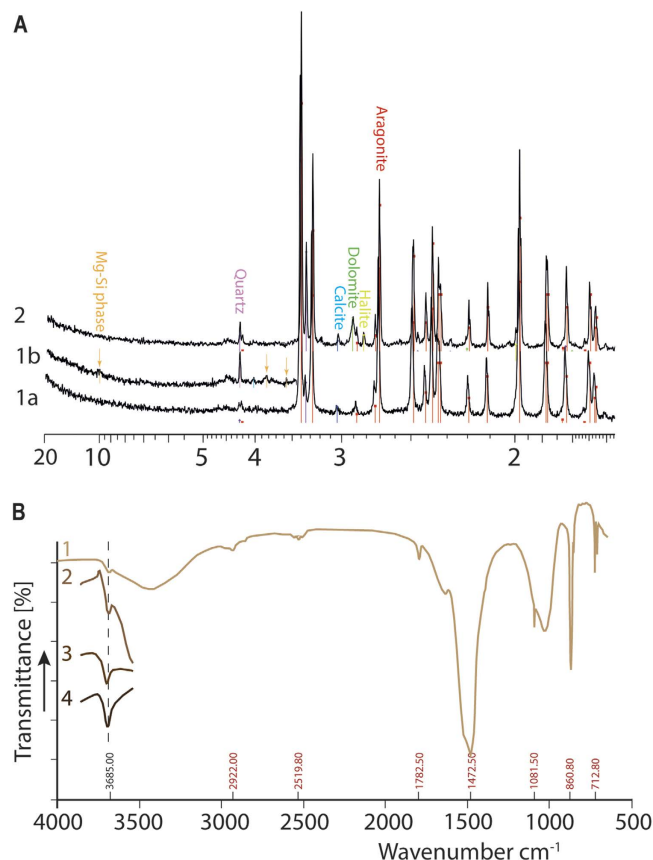 A
Mg-Si phase
Quartz
Calcite
Dolomite
Halite
Aragonite
2
1b
1a
20 10 5 4 3 2
B
Transmittance [%]
1
2
3
4
3685.00
2922.00
2519.80
1782.50
1472.50
1081.50
860.80
712.80
4000 3500 3000 2500 2000 1500 1000 500
Wavenumber cm-1